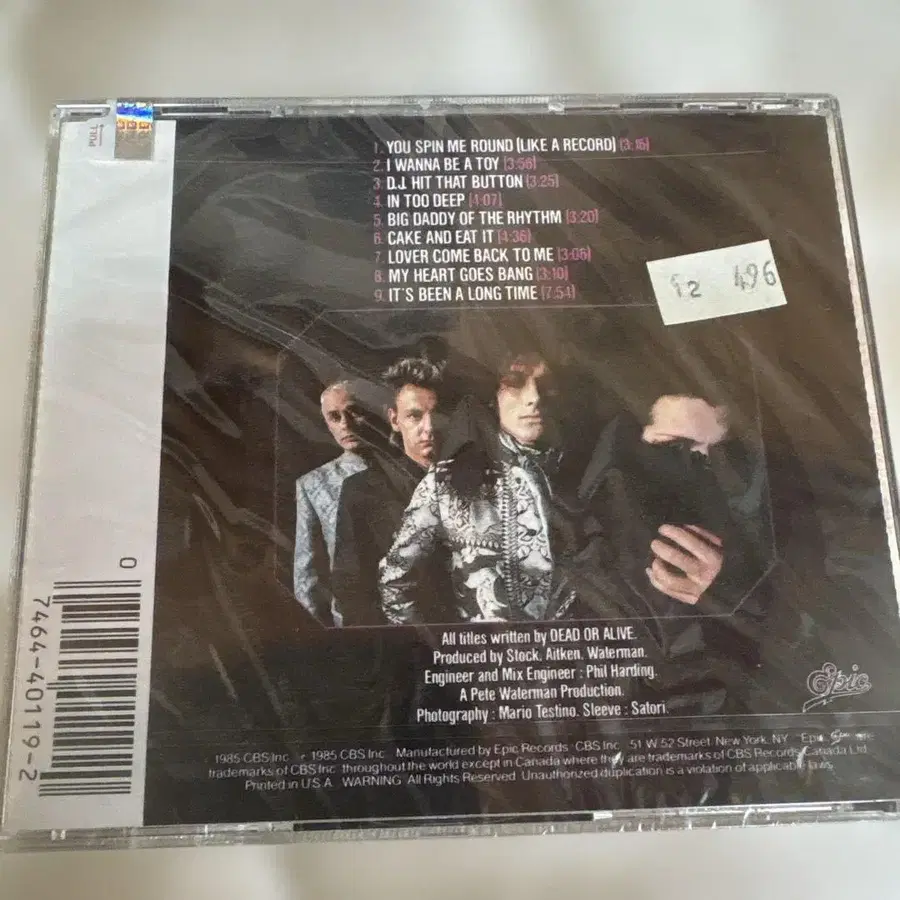 PULL
1. YOU SPIN ME ROUND (LIKE A RECORD) (3:16)
2. I WANNA BE A TOY (3:56)
3. D.J. HIT THAT BUTTON (3:25)
4. IN TOO DEEP (4:07)
5. BIG DADDY OF THE RHYTHM (3:20)
6. CAKE AND EAT IT (4:36)
7. LOVER COME BACK TO ME (3:06)
8. MY HEART GOES BANG (3:10)
9. IT'S BEEN A LONG TIME (7:54)
496
All titles written by DEAD OR ALIVE.
Produced by Stock, Aitken, Waterman.
Engineer and Mix Engineer : Phil Harding.
A Pete Waterman Production.
Photography : Mario Testino. Sleeve : Satori.
Epic
1985 CBS Inc. 1985 CBS Inc. Manufactured by Epic Records / CBS Inc. 51 W. 52 Street, New York, NY Epic
trademarks of CBS Inc. throughout the world except in Canada where they are trademarks of CBS Records Canada Ltd.
Printed in U.S.A. WARNING: All Rights Reserved. Unauthorized duplication is a violation of applicable laws.
0 7464-40119-2